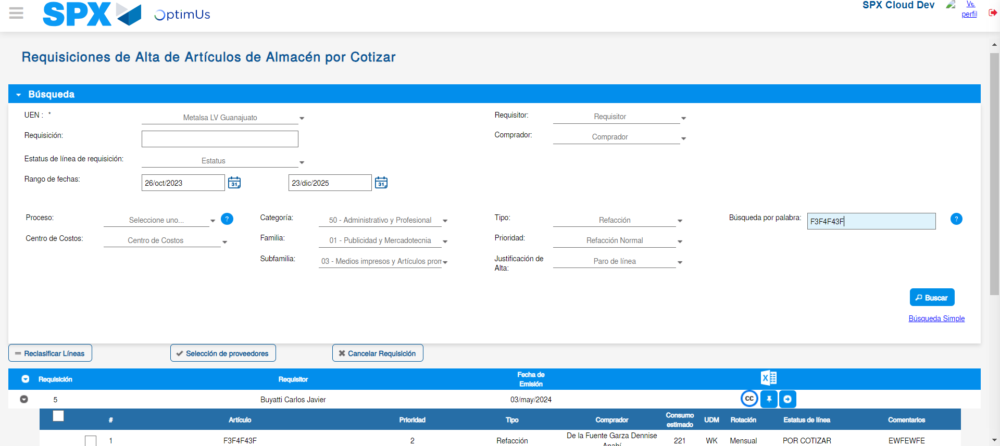 SPX OptimUs
SPX Cloud Dev
Ve
perfil
Requisiciones de Alta de Artículos de Almacén por Cotizar
Búsqueda
UEN : * Metalsa LV Guanajuato Requisitor: Requisitor
Requisición: Comprador: Comprador
Estatus de línea de requisición: Estatus
Rango de fechas: 26/oct/2023 31 23/dic/2025 31
Proceso: Seleccione uno... ? Categoría: 50 - Administrativo y Profesional Tipo: Refacción Búsqueda por palabra: F3F4F43F ?
Centro de Costos: Centro de Costos Familia: 01 - Publicidad y Mercadotecnia Prioridad: Refacción Normal
Subfamilia: 03 - Medios impresos y Artículos pron Justificación de Alta: Paro de línea
Buscar
Búsqueda Simple
Reclasificar Líneas Selección de proveedores Cancelar Requisición
Requisición Requisitor Fecha de Emisión X
5 Buyatti Carlos Javier 03/may/2024 CC
# Artículo Prioridad Tipo Comprador Consumo estimado UDM Rotación Estatus de línea Comentarios
1 F3F4F43F 2 Refacción De la Fuente Garza Dennise Anahí 221 WK Mensual POR COTIZAR EWFEWFE